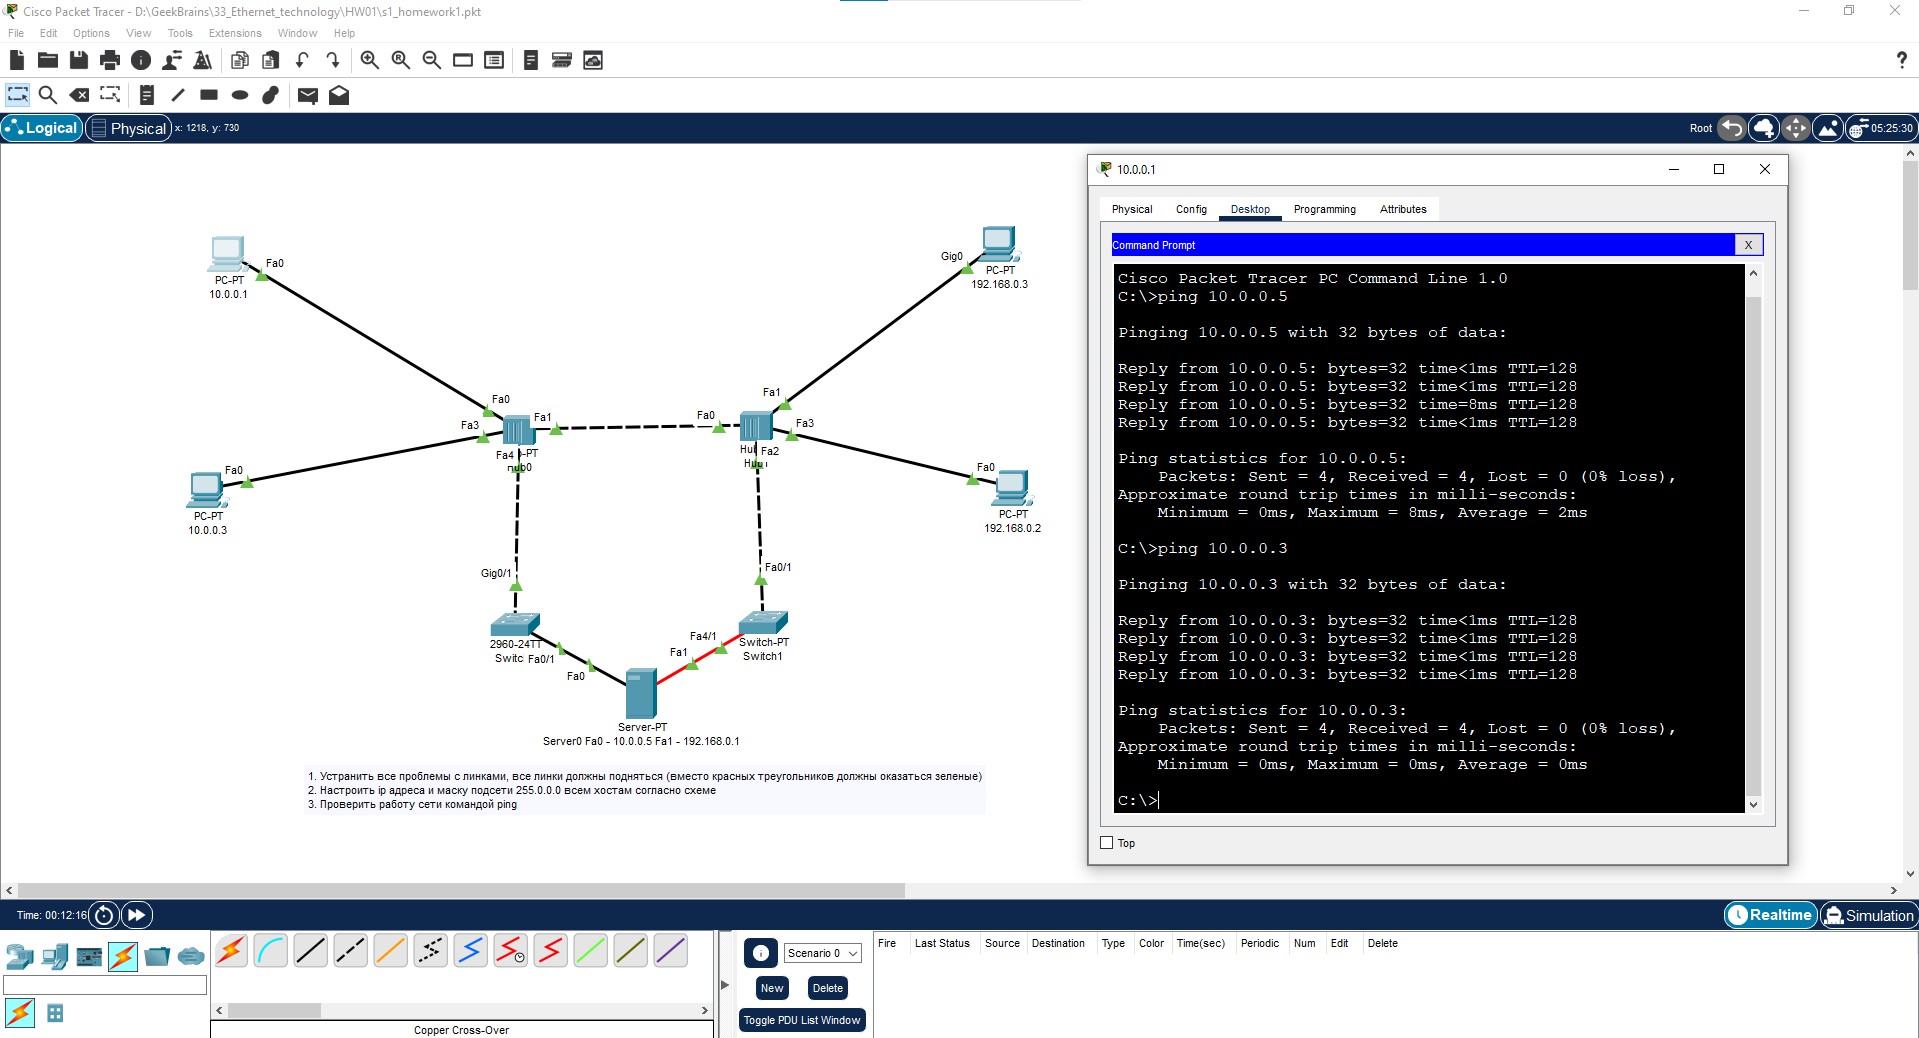 Cisco Packet Tracer - D:\GeekBrains\33_Ethernet_technology\HW01\s1_homework1.pkt
File Edit Options View Tools Extensions Window Help
Logical Physical x: 1218, y: 730
Root 05:25:30
Fa0
PC-PT
10.0.0.1
Gig0
PC-PT
192.168.0.3
Fa0
Fa1
Fa3
Fa0
Fa1
Fa3
Fa4
-PT
Fa2
Fa0
PC-PT
10.0.0.3
Fa0
PC-PT
192.168.0.2
Gig0/1
Fa0/1
2960-24TT
Switc Fa0/1
Fa4/1
Switch-PT
Switch1
Fa1
Fa0
Server-PT
Server0 Fa0 - 10.0.0.5 Fa1 - 192.168.0.1
1. Устранить все проблемы с линками, все линки должны подняться (вместо красных треугольников должны оказаться зеленые)
2. Настроить ip адреса и маску подсети 255.0.0.0 всем хостам согласно схеме
3. Проверить работу сети командой ping
10.0.0.1
Physical Config Desktop Programming Attributes
Command Prompt X
Cisco Packet Tracer PC Command Line 1.0
C:\>ping 10.0.0.5
Pinging 10.0.0.5 with 32 bytes of data:
Reply from 10.0.0.5: bytes=32 time<1ms TTL=128
Reply from 10.0.0.5: bytes=32 time<1ms TTL=128
Reply from 10.0.0.5: bytes=32 time=8ms TTL=128
Reply from 10.0.0.5: bytes=32 time<1ms TTL=128
Ping statistics for 10.0.0.5:
Packets: Sent = 4, Received = 4, Lost = 0 (0% loss),
Approximate round trip times in milli-seconds:
Minimum = 0ms, Maximum = 8ms, Average = 2ms
C:\>ping 10.0.0.3
Pinging 10.0.0.3 with 32 bytes of data:
Reply from 10.0.0.3: bytes=32 time<1ms TTL=128
Reply from 10.0.0.3: bytes=32 time<1ms TTL=128
Reply from 10.0.0.3: bytes=32 time<1ms TTL=128
Reply from 10.0.0.3: bytes=32 time<1ms TTL=128
Ping statistics for 10.0.0.3:
Packets: Sent = 4, Received = 4, Lost = 0 (0% loss),
Approximate round trip times in milli-seconds:
Minimum = 0ms, Maximum = 0ms, Average = 0ms
C:\>
Top
Time: 00:12:16
Realtime Simulation
Scenario 0
New Delete
Toggle PDU List Window
Fire Last Status Source Destination Type Color Time(sec) Periodic Num Edit Delete
Copper Cross-Over